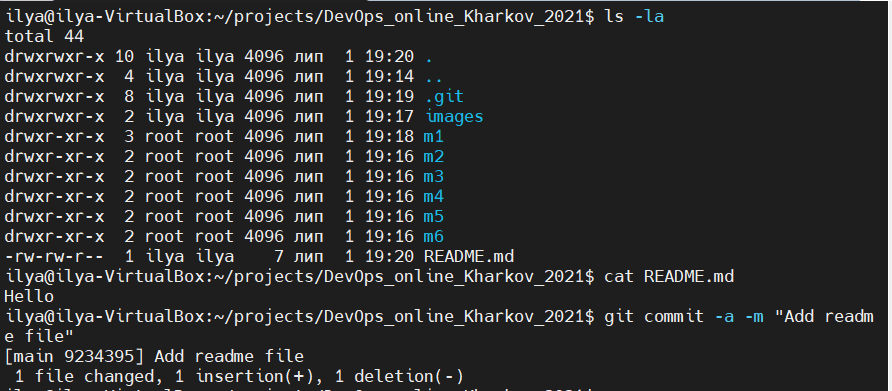 ilya@ilya-VirtualBox:~/projects/DevOps_online_Kharkov_2021$ ls -la
total 44
drwxrwxr-x 10 ilya ilya 4096 лип  1 19:20 .
drwxrwxr-x  4 ilya ilya 4096 лип  1 19:14 ..
drwxrwxr-x  8 ilya ilya 4096 лип  1 19:19 .git
drwxrwxr-x  2 ilya ilya 4096 лип  1 19:17 images
drwxr-xr-x  3 root root 4096 лип  1 19:18 m1
drwxr-xr-x  2 root root 4096 лип  1 19:16 m2
drwxr-xr-x  2 root root 4096 лип  1 19:16 m3
drwxr-xr-x  2 root root 4096 лип  1 19:16 m4
drwxr-xr-x  2 root root 4096 лип  1 19:16 m5
drwxr-xr-x  2 root root 4096 лип  1 19:16 m6
-rw-rw-r--  1 ilya ilya    7 лип  1 19:20 README.md
ilya@ilya-VirtualBox:~/projects/DevOps_online_Kharkov_2021$ cat README.md
Hello
ilya@ilya-VirtualBox:~/projects/DevOps_online_Kharkov_2021$ git commit -a -m "Add readm
e file"
[main 9234395] Add readme file
 1 file changed, 1 insertion(+), 1 deletion(-)